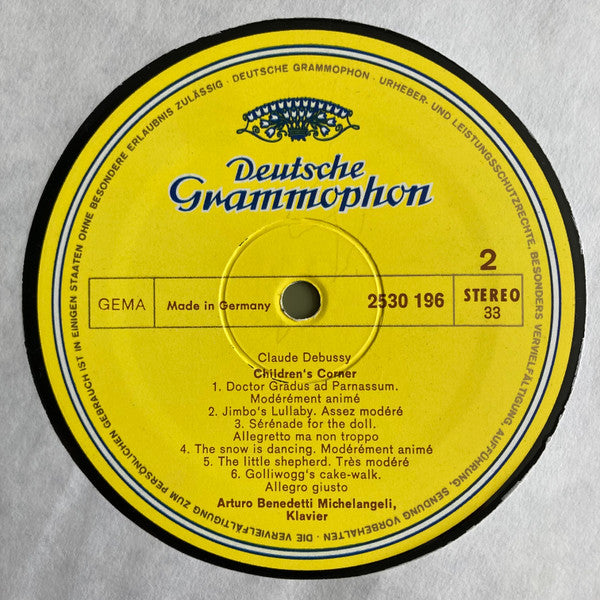 DEUTSCHE GRAMMOPHON · URHEBER- UND LEISTUNGSSCHUTZRECHTE, BESONDERS VERVIELFÄLTIGUNG, AUFFÜHRUNG, SENDUNG VORBEHALTEN · DIE VERVIELFÄLTIGUNG ZUM PERSÖNLICHEN GEBRAUCH IST IN EINIGEN STAATEN OHNE BESONDERE ERLAUBNIS ZULÄSSIG ·
Deutsche
Grammophon
2
GEMA Made in Germany 2530 196 STEREO
33
Claude Debussy
Children's Corner
1. Doctor Gradus ad Parnassum.
Modérément animé
2. Jimbo's Lullaby. Assez modéré
3. Sérénade for the doll.
Allegretto ma non troppo
4. The snow is dancing. Modérément animé
5. The little shepherd. Très modéré
6. Golliwogg's cake-walk.
Allegro giusto
Arturo Benedetti Michelangeli,
Klavier